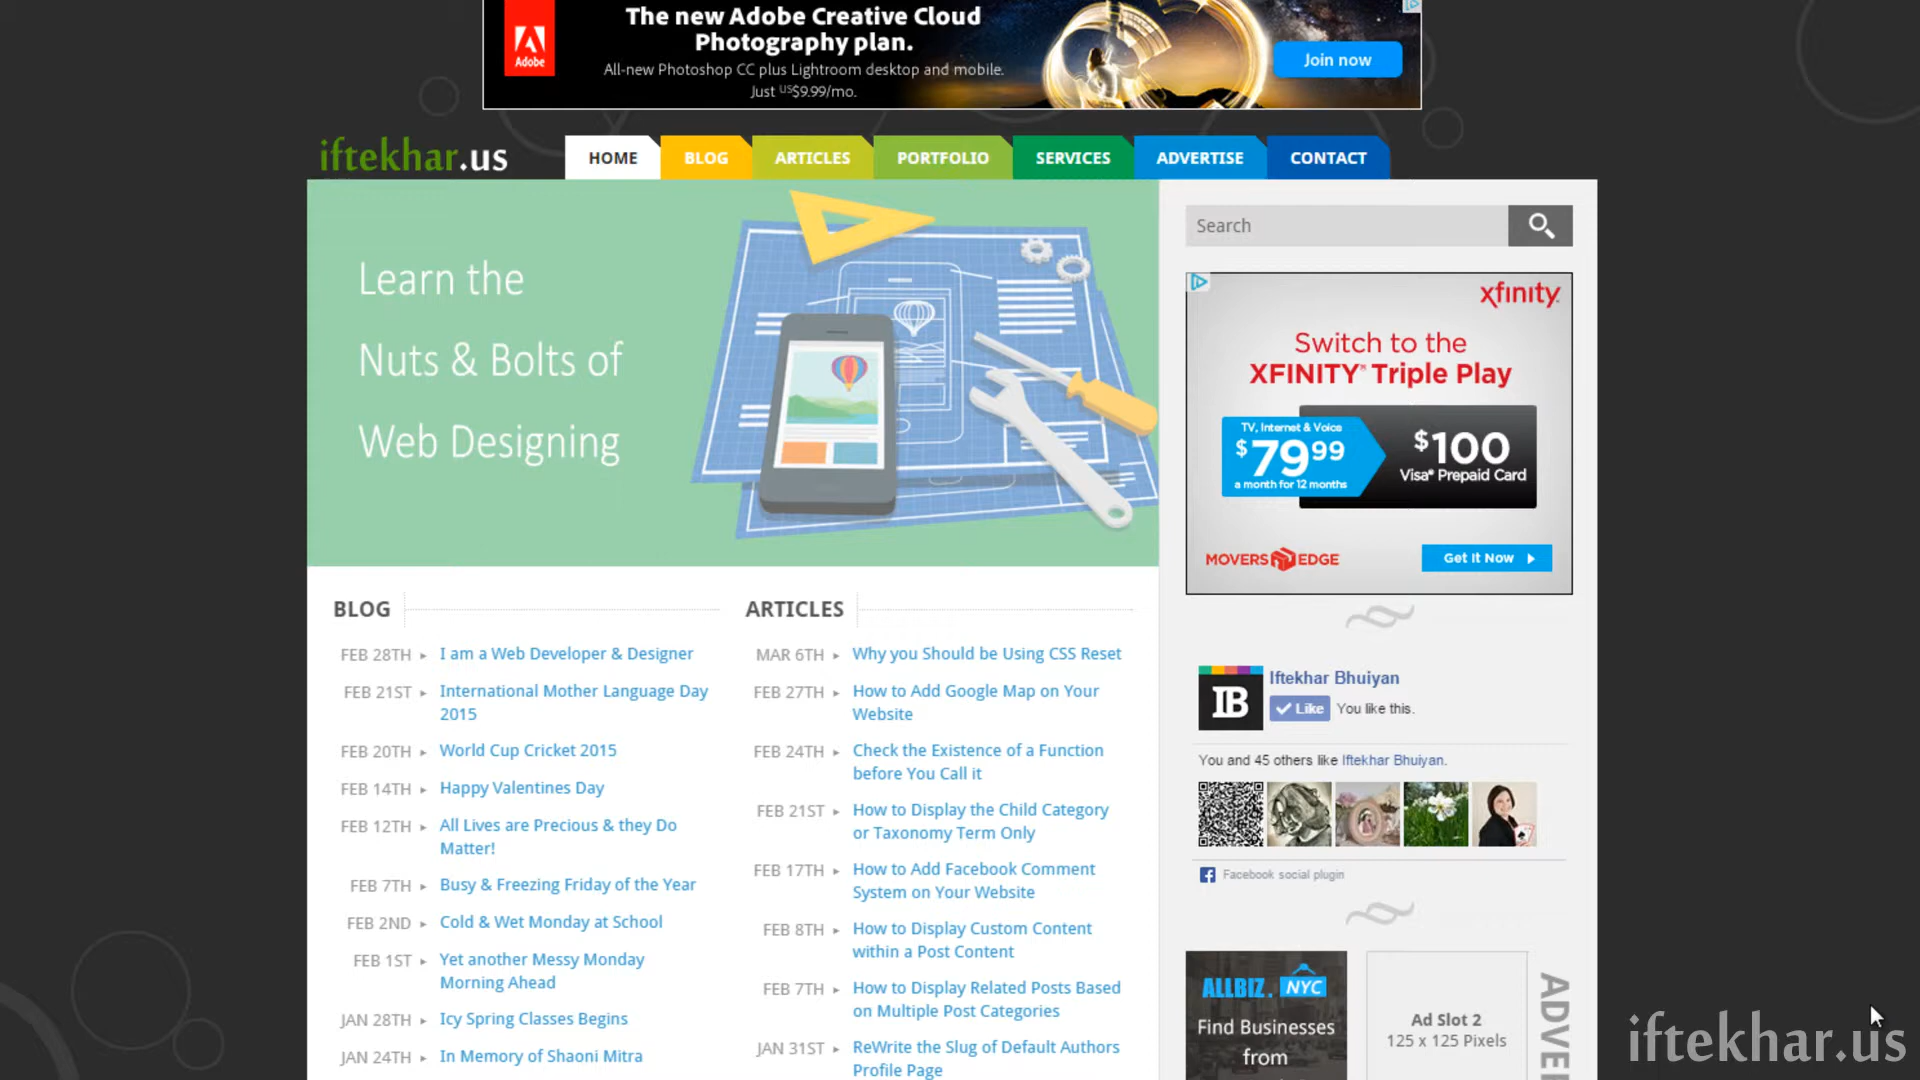 The new Adobe Creative Cloud
Photography plan.
All-new Photoshop CC plus Lightroom desktop and mobile.
Just US$9.99/mo.
Adobe
Join now
iftekhar.us
HOME
BLOG
ARTICLES
PORTFOLIO
SERVICES
ADVERTISE
CONTACT
Learn the
Nuts & Bolts of
Web Designing
Search
xfinity
Switch to the
XFINITY® Triple Play
TV, Internet & Voice
$79.99
a month for 12 months
$100
Visa® Prepaid Card
MOVERS EDGE
Get It Now
BLOG
FEB 28TH ▸ I am a Web Developer & Designer
FEB 21ST ▸ International Mother Language Day
2015
FEB 20TH ▸ World Cup Cricket 2015
FEB 14TH ▸ Happy Valentines Day
FEB 12TH ▸ All Lives are Precious & they Do
Matter!
FEB 7TH ▸ Busy & Freezing Friday of the Year
FEB 2ND ▸ Cold & Wet Monday at School
FEB 1ST ▸ Yet another Messy Monday
Morning Ahead
JAN 28TH ▸ Icy Spring Classes Begins
JAN 24TH ▸ In Memory of Shaoni Mitra
ARTICLES
MAR 6TH ▸ Why you Should be Using CSS Reset
FEB 27TH ▸ How to Add Google Map on Your
Website
FEB 24TH ▸ Check the Existence of a Function
before You Call it
FEB 21ST ▸ How to Display the Child Category
or Taxonomy Term Only
FEB 17TH ▸ How to Add Facebook Comment
System on Your Website
FEB 8TH ▸ How to Display Custom Content
within a Post Content
FEB 7TH ▸ How to Display Related Posts Based
on Multiple Post Categories
JAN 31ST ▸ ReWrite the Slug of Default Authors
Profile Page
IB
Iftekhar Bhuiyan
Like You like this.
You and 45 others like Iftekhar Bhuiyan.
Facebook social plugin
ALLBIZ. NYC
Find Businesses
from
Ad Slot 2
125 x 125 Pixels
iftekhar.us